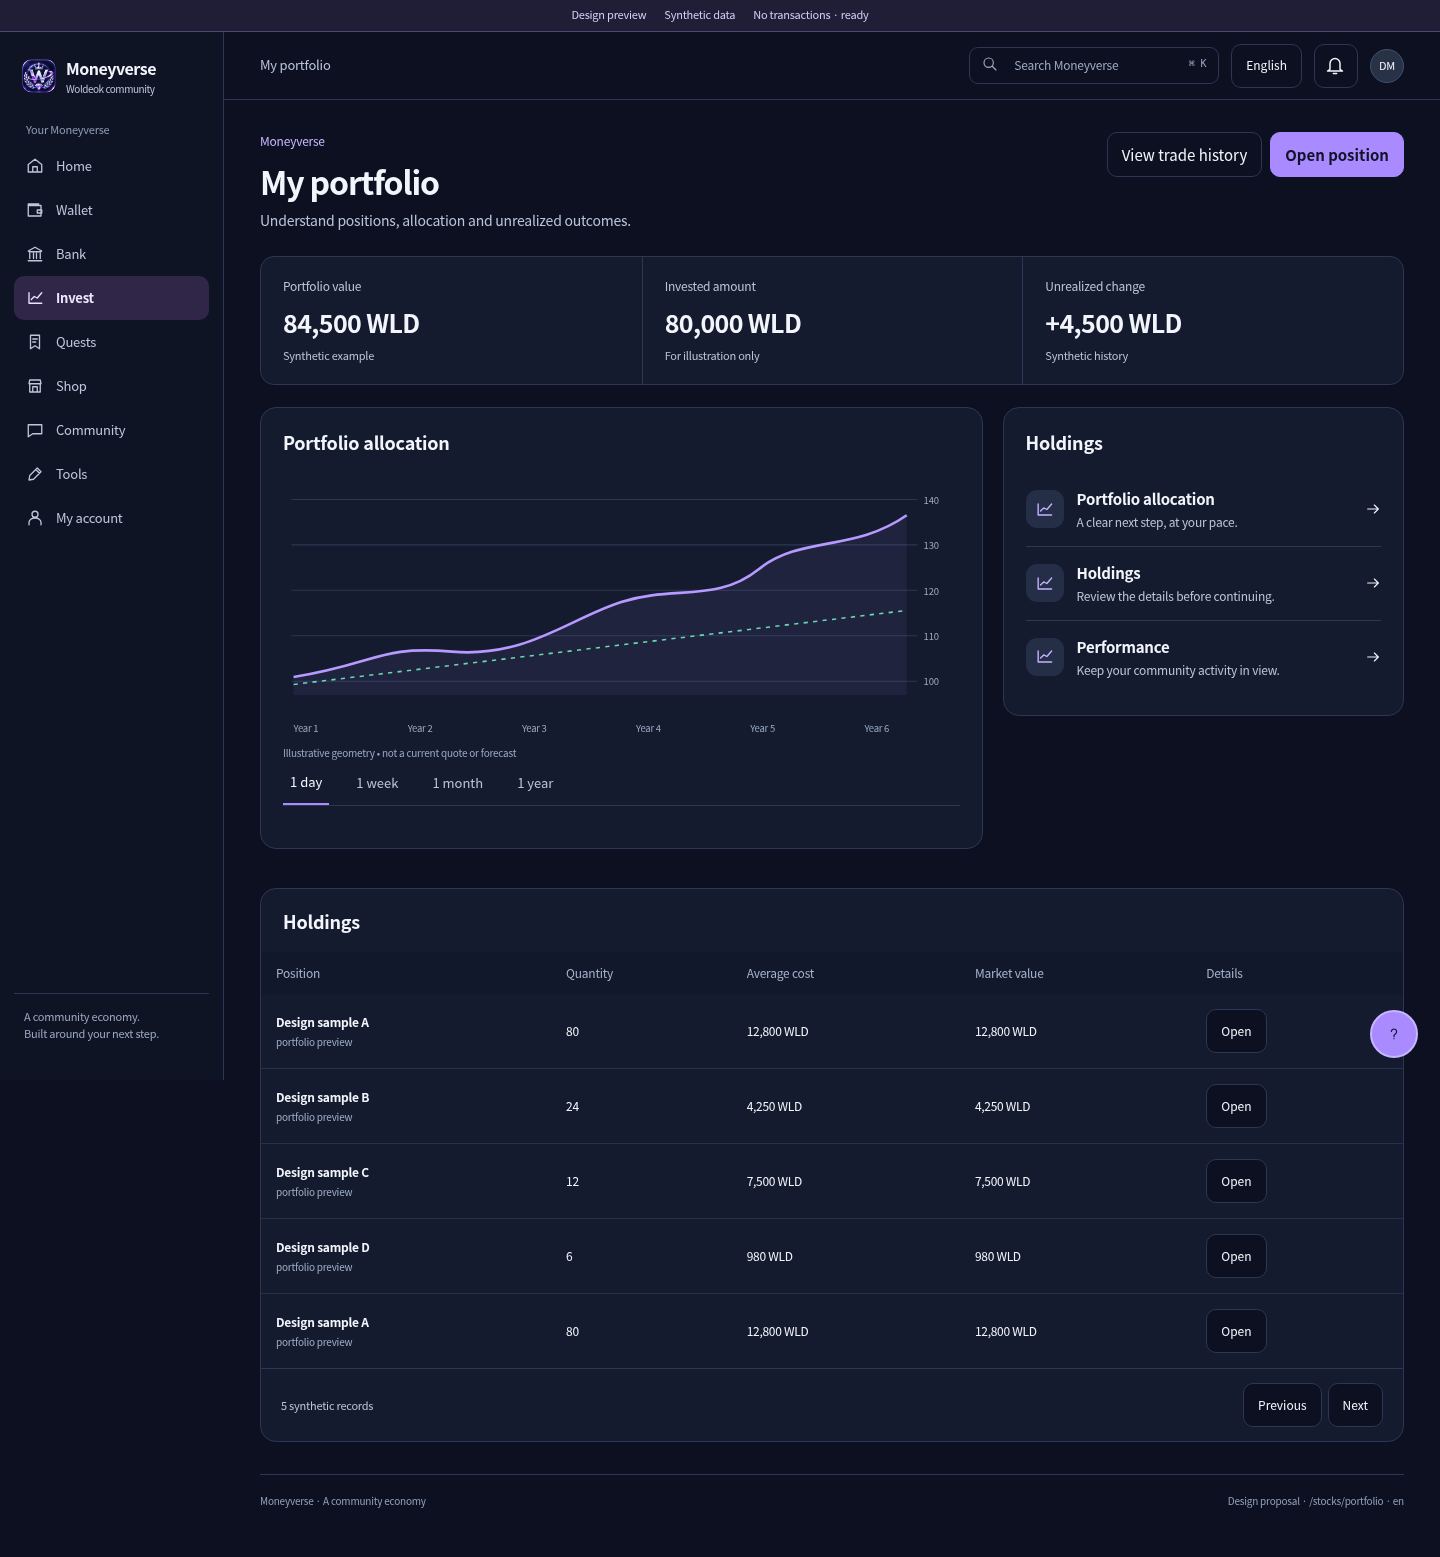 Design preview Synthetic data No transactions · ready
Moneyverse
Woldeok community
Your Moneyverse
Home
Wallet
Bank
Invest
Quests
Shop
Community
Tools
My account
A community economy.
Built around your next step.
My portfolio
Search Moneyverse ⌘ K
English
DM
Moneyverse
My portfolio
Understand positions, allocation and unrealized outcomes.
View trade history
Open position
Portfolio value
84,500 WLD
Synthetic example
Invested amount
80,000 WLD
For illustration only
Unrealized change
+4,500 WLD
Synthetic history
Portfolio allocation
140
130
120
110
100
Year 1 Year 2 Year 3 Year 4 Year 5 Year 6
Illustrative geometry • not a current quote or forecast
1 day 1 week 1 month 1 year
Holdings
Portfolio allocation
A clear next step, at your pace.
Holdings
Review the details before continuing.
Performance
Keep your community activity in view.
Holdings
Position Quantity Average cost Market value Details
Design sample A
portfolio preview
80 12,800 WLD 12,800 WLD Open
Design sample B
portfolio preview
24 4,250 WLD 4,250 WLD Open
Design sample C
portfolio preview
12 7,500 WLD 7,500 WLD Open
Design sample D
portfolio preview
6 980 WLD 980 WLD Open
Design sample A
portfolio preview
80 12,800 WLD 12,800 WLD Open
?
5 synthetic records
Previous Next
Moneyverse · A community economy
Design proposal · /stocks/portfolio · en